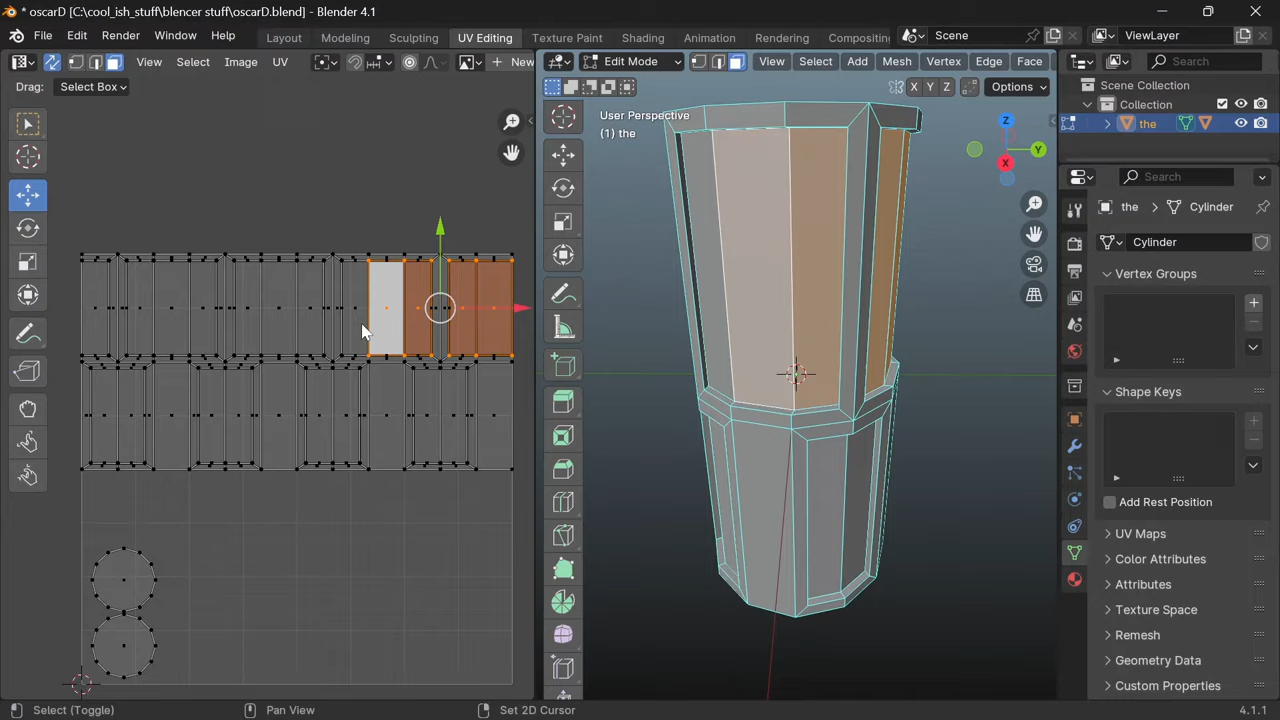 * oscarD [C:\cool_ish_stuff\blencer stuff\oscarD.blend] - Blender 4.1
File Edit Render Window Help Layout Modeling Sculpting UV Editing Texture Paint Shading Animation Rendering Compositing Scene ViewLayer
View Select Image UV New
Edit Mode View Select Add Mesh Vertex Edge Face
Search
Drag: Select Box
X Y Z Options
Scene Collection
Collection
the
User Perspective
(1) the
X Y Z
Search
the > Cylinder
Cylinder
Vertex Groups
Shape Keys
Add Rest Position
UV Maps
Color Attributes
Attributes
Texture Space
Remesh
Geometry Data
Custom Properties
Select (Toggle) Pan View Set 2D Cursor 4.1.1